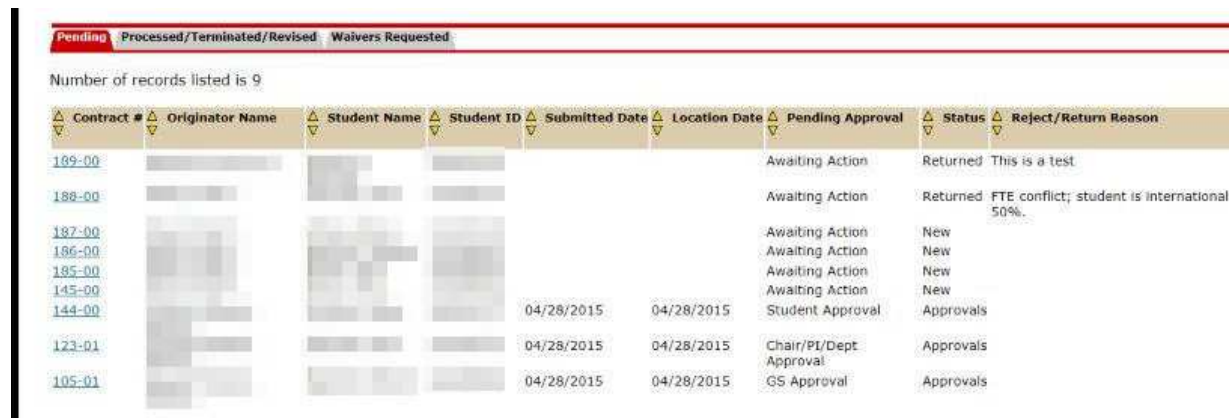 Pending Processed/Terminated/Revised Waivers Requested
Number of records listed is 9
Contract # Originator Name Student Name Student ID Submitted Date Location Date Pending Approval Status Reject/Return Reason
189-00 Awaiting Action Returned This is a test
188-00 Awaiting Action Returned FTE conflict; student is international
50%.
187-00 Awaiting Action New
186-00 Awaiting Action New
185-00 Awaiting Action New
145-00 Awaiting Action New
144-00 04/28/2015 04/28/2015 Student Approval Approvals
123-01 04/28/2015 04/28/2015 Chair/PI/Dept Approvals
Approval
105-01 04/28/2015 04/28/2015 GS Approval Approvals